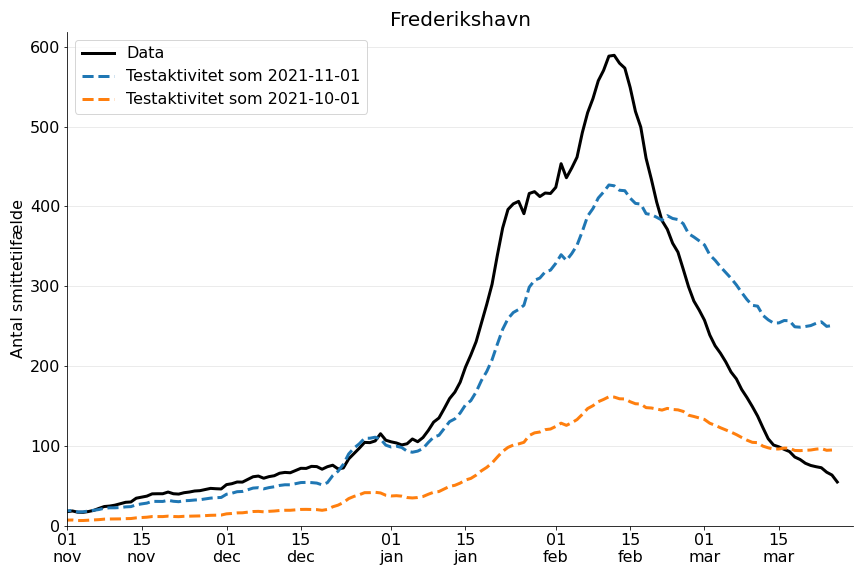 Frederikshavn
Data
Testaktivitet som 2021-11-01
Testaktivitet som 2021-10-01
Antal smittetilfælde
600
500
400
300
200
100
0
01 15 01 15 01 15 01 15 01 15
nov nov dec dec jan jan feb feb mar mar